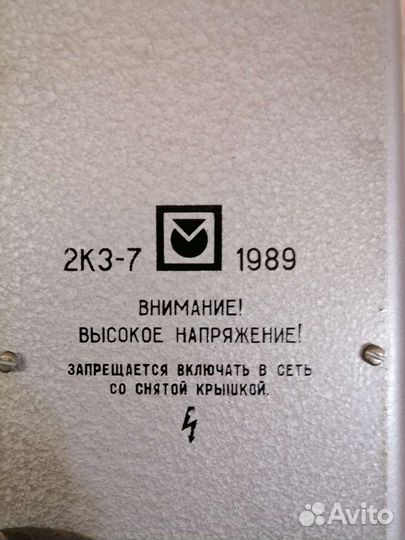 2К3-7 1989
ВНИМАНИЕ!
ВЫСОКОЕ НАПРЯЖЕНИЕ!
ЗАПРЕЩАЕТСЯ ВКЛЮЧАТЬ В СЕТЬ
СО СНЯТОЙ КРЫШКОЙ.
Avito